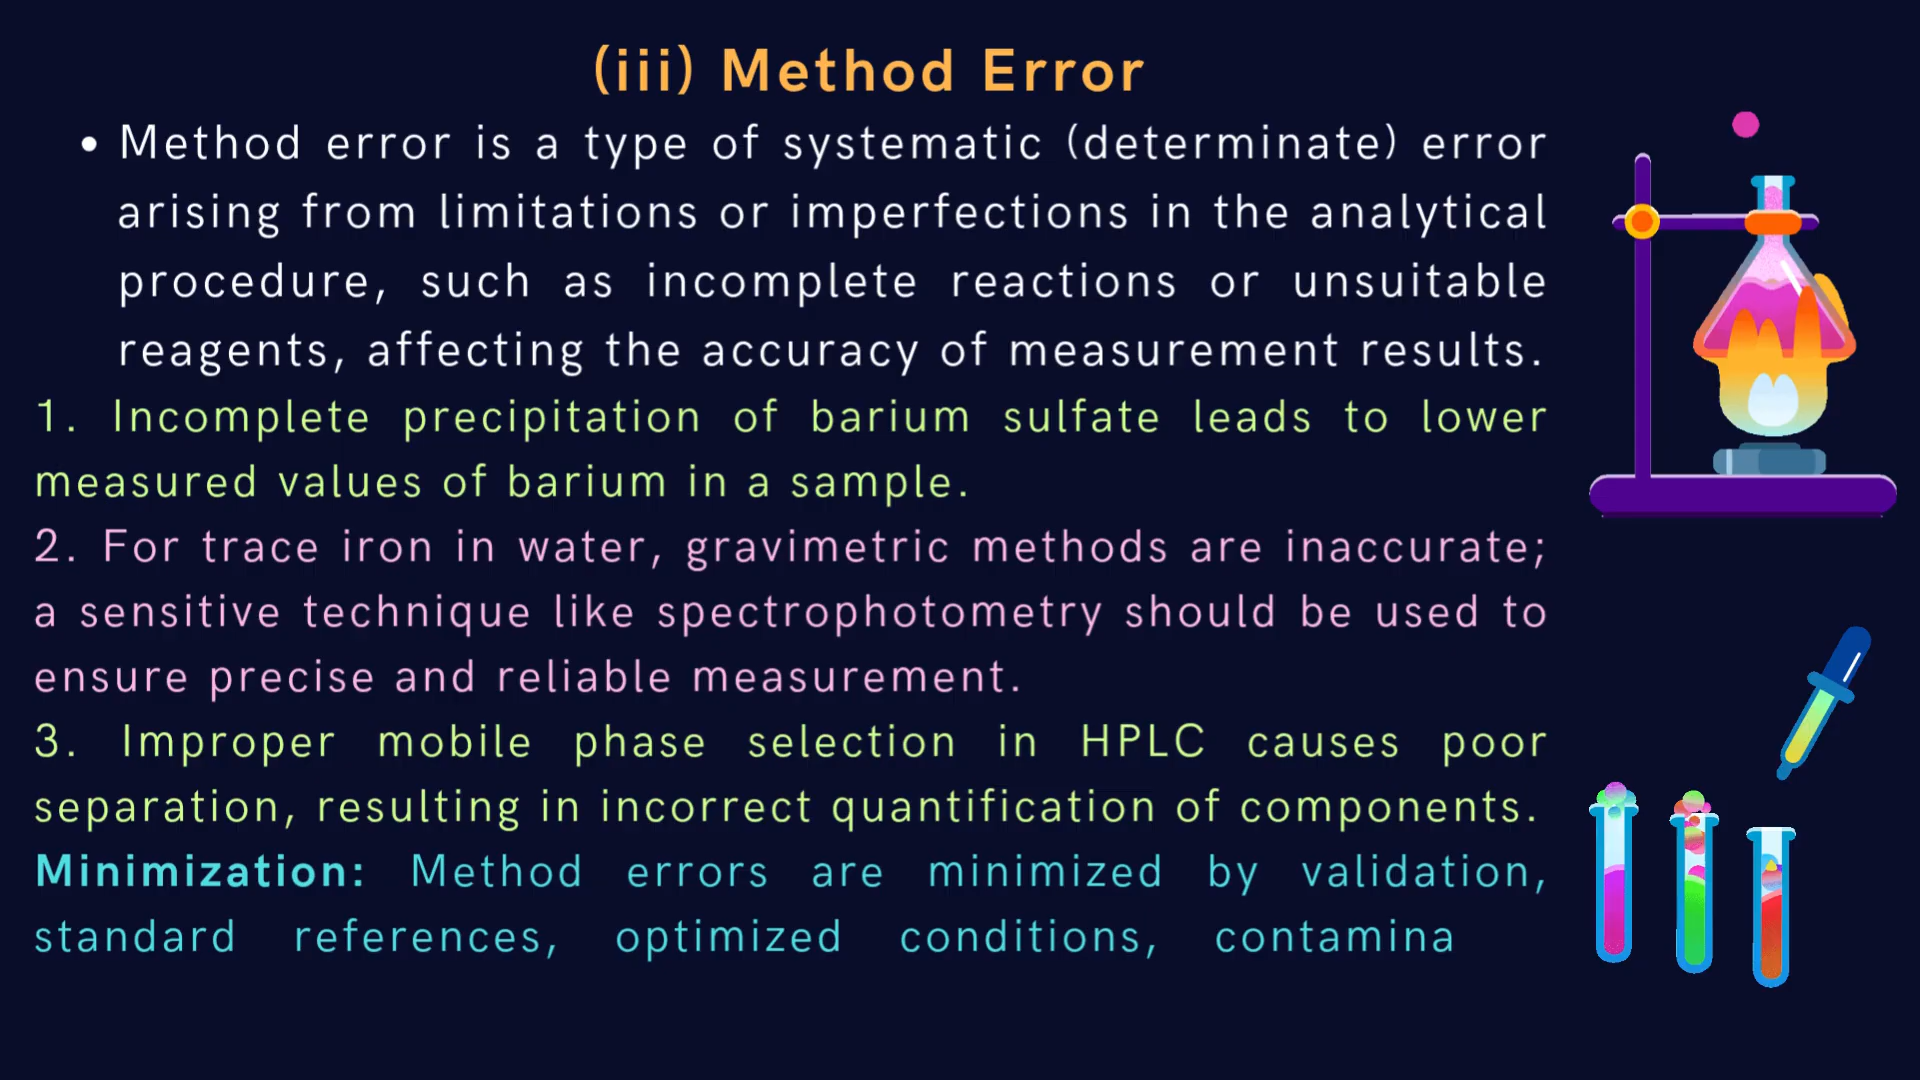 (iii) Method Error
• Method error is a type of systematic (determinate) error
arising from limitations or imperfections in the analytical
procedure, such as incomplete reactions or unsuitable
reagents, affecting the accuracy of measurement results.
1. Incomplete precipitation of barium sulfate leads to lower
measured values of barium in a sample.
2. For trace iron in water, gravimetric methods are inaccurate;
a sensitive technique like spectrophotometry should be used to
ensure precise and reliable measurement.
3. Improper mobile phase selection in HPLC causes poor
separation, resulting in incorrect quantification of components.
Minimization: Method errors are minimized by validation,
standard references, optimized conditions, contamina